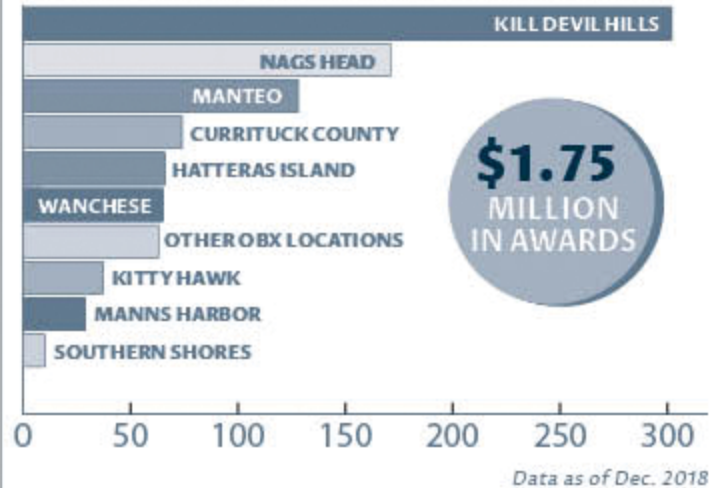 KILL DEVIL HILLS
NAGS HEAD
MANTEO
CURRITUCK COUNTY
HATTERAS ISLAND
WANCHESE
OTHER OBX LOCATIONS
KITTY HAWK
MANNS HARBOR
SOUTHERN SHORES
$1.75
MILLION
IN AWARDS
0 50 100 150 200 250 300
Data as of Dec. 2018